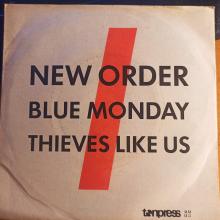 NEW ORDER
BLUE MONDAY
THIEVES LIKE US
tonpress